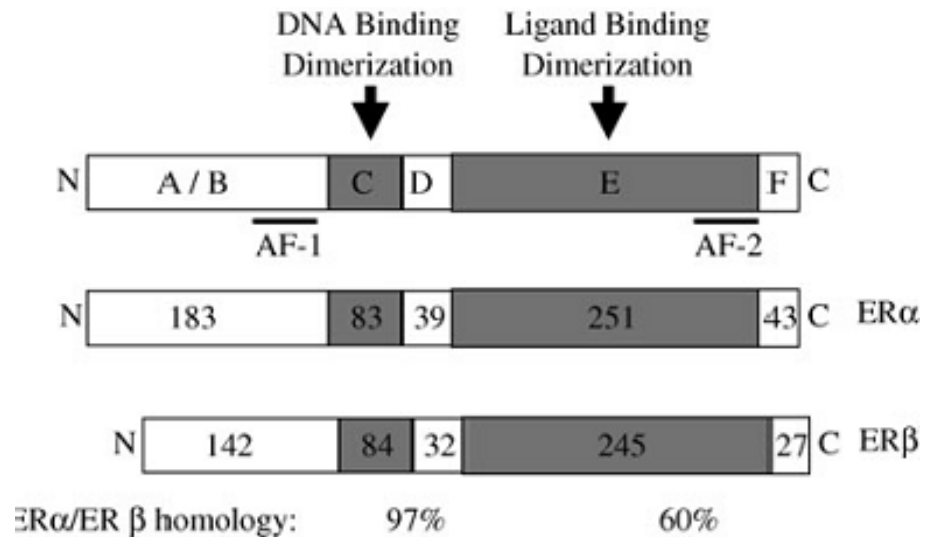 DNA Binding Ligand Binding
Dimerization Dimerization
N A / B C D E F C
AF-1 AF-2
N 183 83 39 251 43 C ERα
N 142 84 32 245 27 C ERβ
ERα/ER β homology: 97% 60%